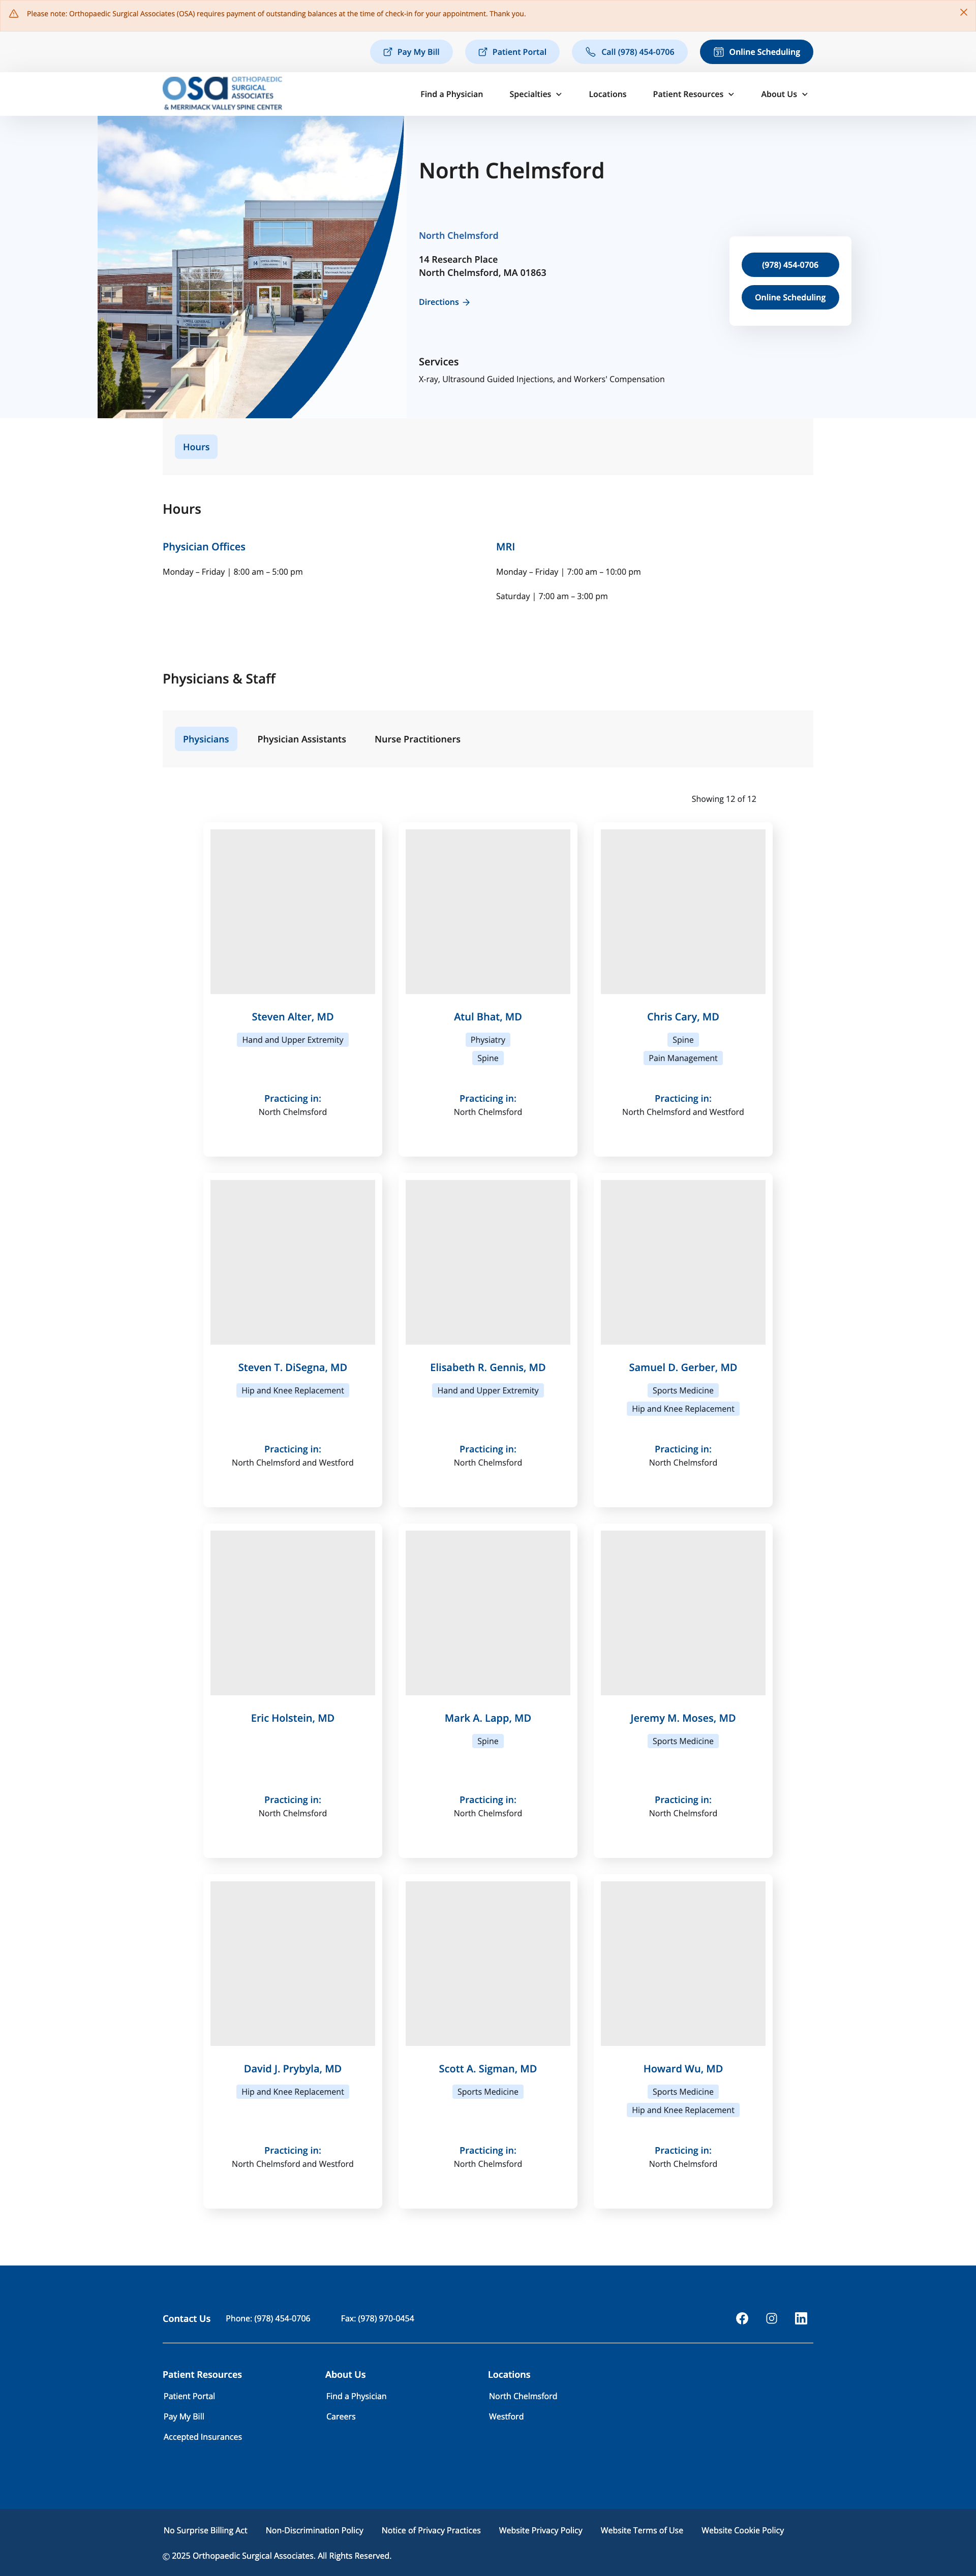 Please note: Orthopaedic Surgical Associates (OSA) requires payment of outstanding balances at the time of check-in for your appointment. Thank you.
Pay My Bill
Patient Portal
Call (978) 454-0706
Online Scheduling
osa ORTHOPAEDIC
SURGICAL
ASSOCIATES
& MERRIMACK VALLEY SPINE CENTER
Find a Physician
Specialties
Locations
Patient Resources
About Us
North Chelmsford
North Chelmsford
14 Research Place
North Chelmsford, MA 01863
Directions →
(978) 454-0706
Online Scheduling
Services
X-ray, Ultrasound Guided Injections, and Workers' Compensation
Hours
Hours
Physician Offices
Monday – Friday | 8:00 am – 5:00 pm
MRI
Monday – Friday | 7:00 am – 10:00 pm
Saturday | 7:00 am – 3:00 pm
Physicians & Staff
Physicians
Physician Assistants
Nurse Practitioners
Showing 12 of 12
Steven Alter, MD
Hand and Upper Extremity
Practicing in:
North Chelmsford
Atul Bhat, MD
Physiatry
Spine
Practicing in:
North Chelmsford
Chris Cary, MD
Spine
Pain Management
Practicing in:
North Chelmsford and Westford
Steven T. DiSegna, MD
Hip and Knee Replacement
Practicing in:
North Chelmsford and Westford
Elisabeth R. Gennis, MD
Hand and Upper Extremity
Practicing in:
North Chelmsford
Samuel D. Gerber, MD
Sports Medicine
Hip and Knee Replacement
Practicing in:
North Chelmsford
Eric Holstein, MD
Practicing in:
North Chelmsford
Mark A. Lapp, MD
Spine
Practicing in:
North Chelmsford
Jeremy M. Moses, MD
Sports Medicine
Practicing in:
North Chelmsford
David J. Prybyla, MD
Hip and Knee Replacement
Practicing in:
North Chelmsford and Westford
Scott A. Sigman, MD
Sports Medicine
Practicing in:
North Chelmsford
Howard Wu, MD
Sports Medicine
Hip and Knee Replacement
Practicing in:
North Chelmsford
Contact Us
Phone: (978) 454-0706
Fax: (978) 970-0454
Patient Resources
Patient Portal
Pay My Bill
Accepted Insurances
About Us
Find a Physician
Careers
Locations
North Chelmsford
Westford
No Surprise Billing Act
Non-Discrimination Policy
Notice of Privacy Practices
Website Privacy Policy
Website Terms of Use
Website Cookie Policy
© 2025 Orthopaedic Surgical Associates. All Rights Reserved.